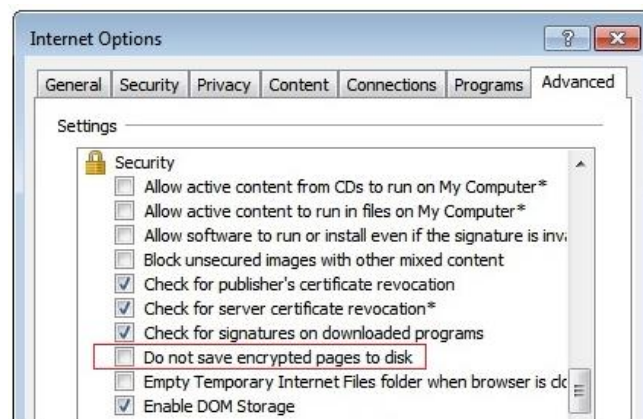 Internet Options
General Security Privacy Content Connections Programs Advanced
Settings
Security
Allow active content from CDs to run on My Computer*
Allow active content to run in files on My Computer*
Allow software to run or install even if the signature is
Block unsecured images with other mixed content
Check for publisher's certificate revocation
Check for server certificate revocation*
Check for signatures on downloaded programs
Do not save encrypted pages to disk
Empty Temporary Internet Files folder when browser is
Enable DOM Storage